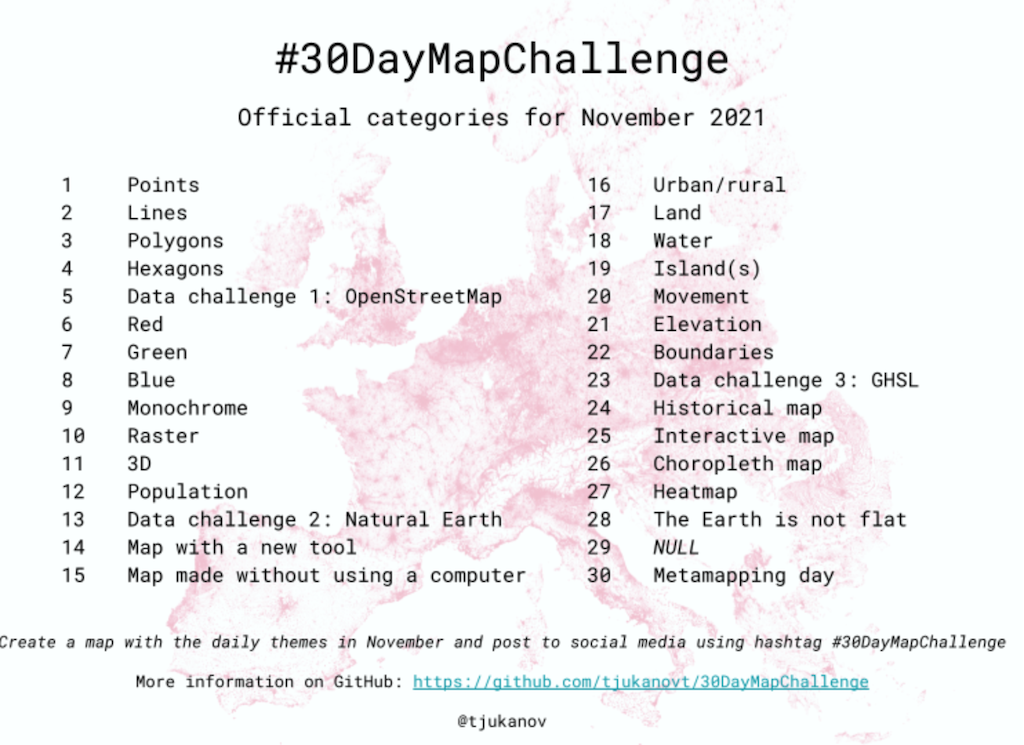 #30DayMapChallenge
Official categories for November 2021
1 Points
2 Lines
3 Polygons
4 Hexagons
5 Data challenge 1: OpenStreetMap
6 Red
7 Green
8 Blue
9 Monochrome
10 Raster
11 3D
12 Population
13 Data challenge 2: Natural Earth
14 Map with a new tool
15 Map made without using a computer
16 Urban/rural
17 Land
18 Water
19 Island(s)
20 Movement
21 Elevation
22 Boundaries
23 Data challenge 3: GHSL
24 Historical map
25 Interactive map
26 Choropleth map
27 Heatmap
28 The Earth is not flat
29 NULL
30 Metamapping day
Create a map with the daily themes in November and post to social media using hashtag #30DayMapChallenge
More information on GitHub: https://github.com/tjukanovt/30DayMapChallenge
@tjukanov